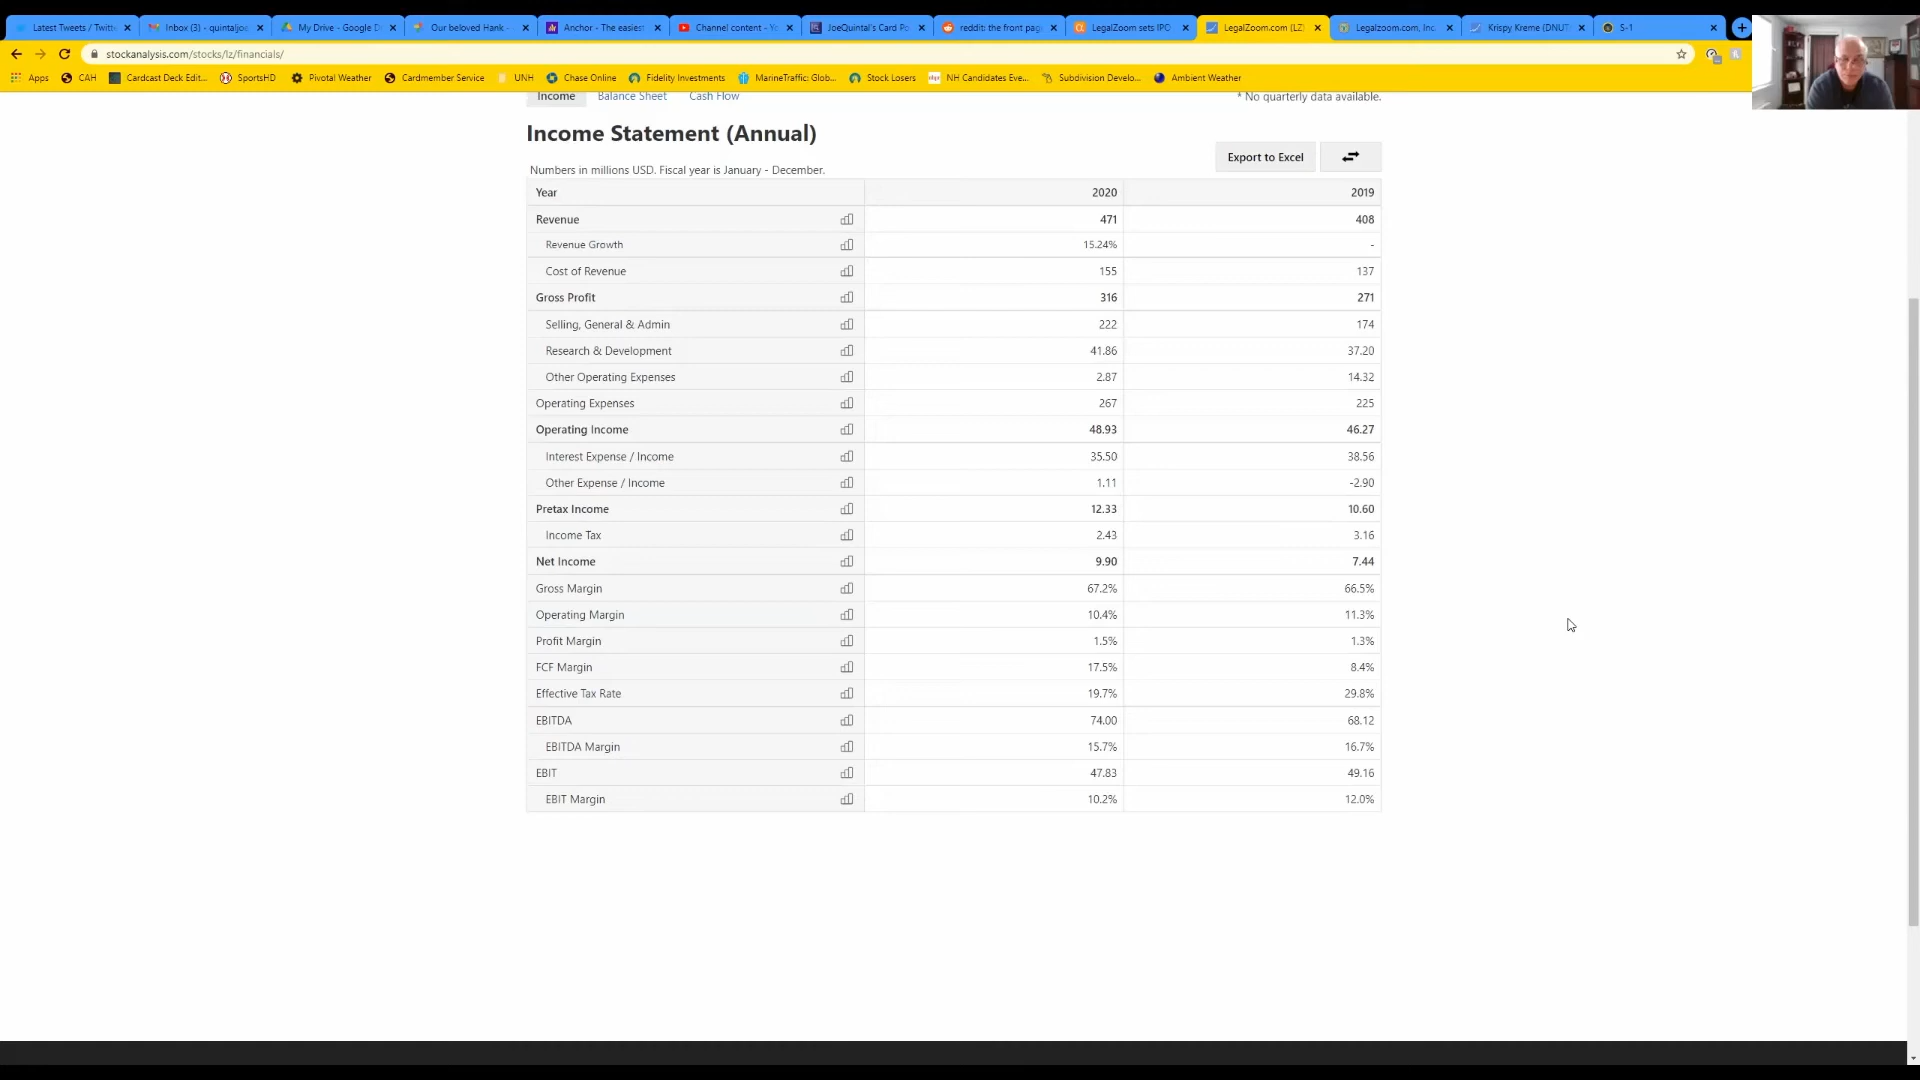 Latest Tweets / Twitte
Inbox (3) - quintaljoe
My Drive - Google D
Our beloved Hank -
Anchor - The easiest
Channel content - Yo
JoeQuintal's Card Po
reddit: the front page
LegalZoom sets IPO
LegalZoom.com [LZ]
Legalzoom.com, Inc.
Krispy Kreme (DNUT
S-1
stockanalysis.com/stocks/lz/financials/
Apps
CAH
Cardcast Deck Edit...
SportsHD
Pivotal Weather
Cardmember Service
UNH
Chase Online
Fidelity Investments
MarineTraffic: Glob...
Stock Losers
NH Candidates Eve...
Subdivision Develo...
Ambient Weather
Income Balance Sheet Cash Flow * No quarterly data available.
Income Statement (Annual)
Export to Excel
Numbers in millions USD. Fiscal year is January - December.
Year 2020 2019
Revenue 471 408
Revenue Growth 15.24% -
Cost of Revenue 155 137
Gross Profit 316 271
Selling, General & Admin 222 174
Research & Development 41.86 37.20
Other Operating Expenses 2.87 14.32
Operating Expenses 267 225
Operating Income 48.93 46.27
Interest Expense / Income 35.50 38.56
Other Expense / Income 1.11 -2.90
Pretax Income 12.33 10.60
Income Tax 2.43 3.16
Net Income 9.90 7.44
Gross Margin 67.2% 66.5%
Operating Margin 10.4% 11.3%
Profit Margin 1.5% 1.3%
FCF Margin 17.5% 8.4%
Effective Tax Rate 19.7% 29.8%
EBITDA 74.00 68.12
EBITDA Margin 15.7% 16.7%
EBIT 47.83 49.16
EBIT Margin 10.2% 12.0%